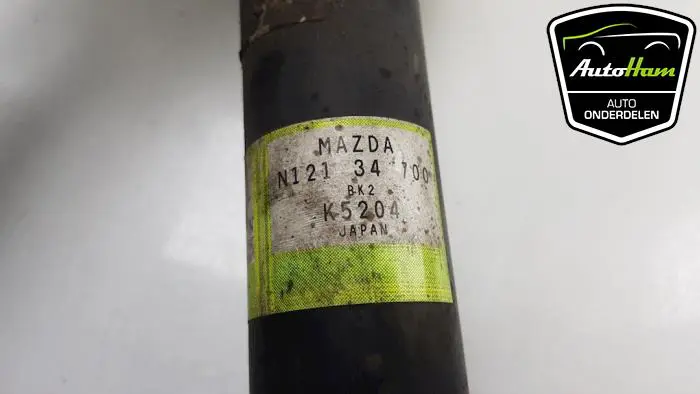 MAZDA
N121 34 700
BK2
K5204
JAPAN
AutoHam
AUTO
ONDERDELEN